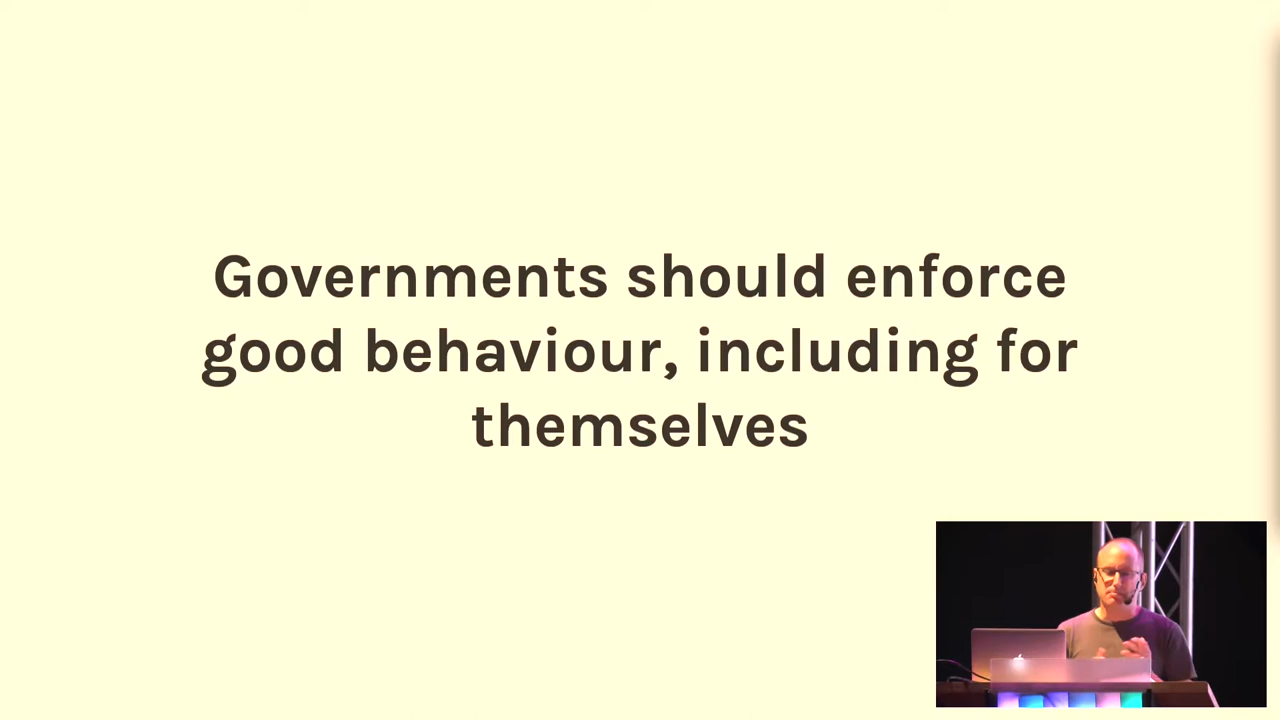 Governments should enforce
good behaviour, including for
themselves